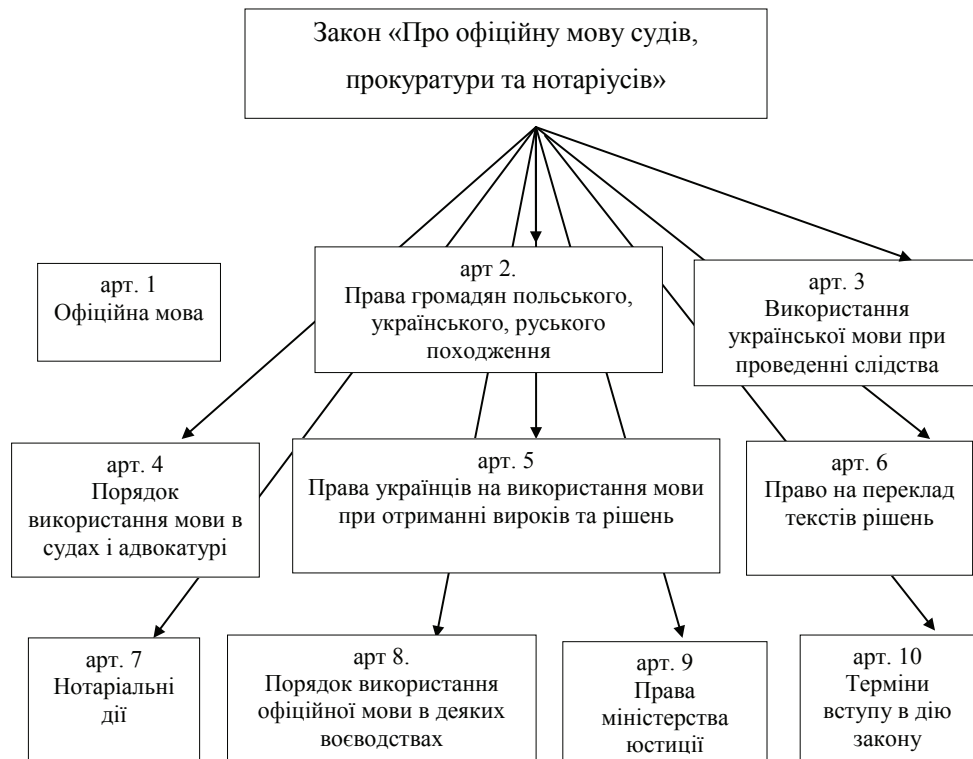 Закон «Про офіційну мову судів,
прокуратури та нотаріусів»
арт. 1
Офіційна мова
арт 2.
Права громадян польського,
українського, руського
походження
арт. 3
Використання
української мови при
проведенні слідства
арт. 4
Порядок
використання мови в
судах і адвокатурі
арт. 5
Права українців на використання мови
при отриманні вироків та рішень
арт. 6
Право на переклад
текстів рішень
арт. 7
Нотаріальні
дії
арт 8.
Порядок використання
офіційної мови в деяких
воєводствах
арт. 9
Права
міністерства
юстиції
арт. 10
Терміни
вступу в дію
закону